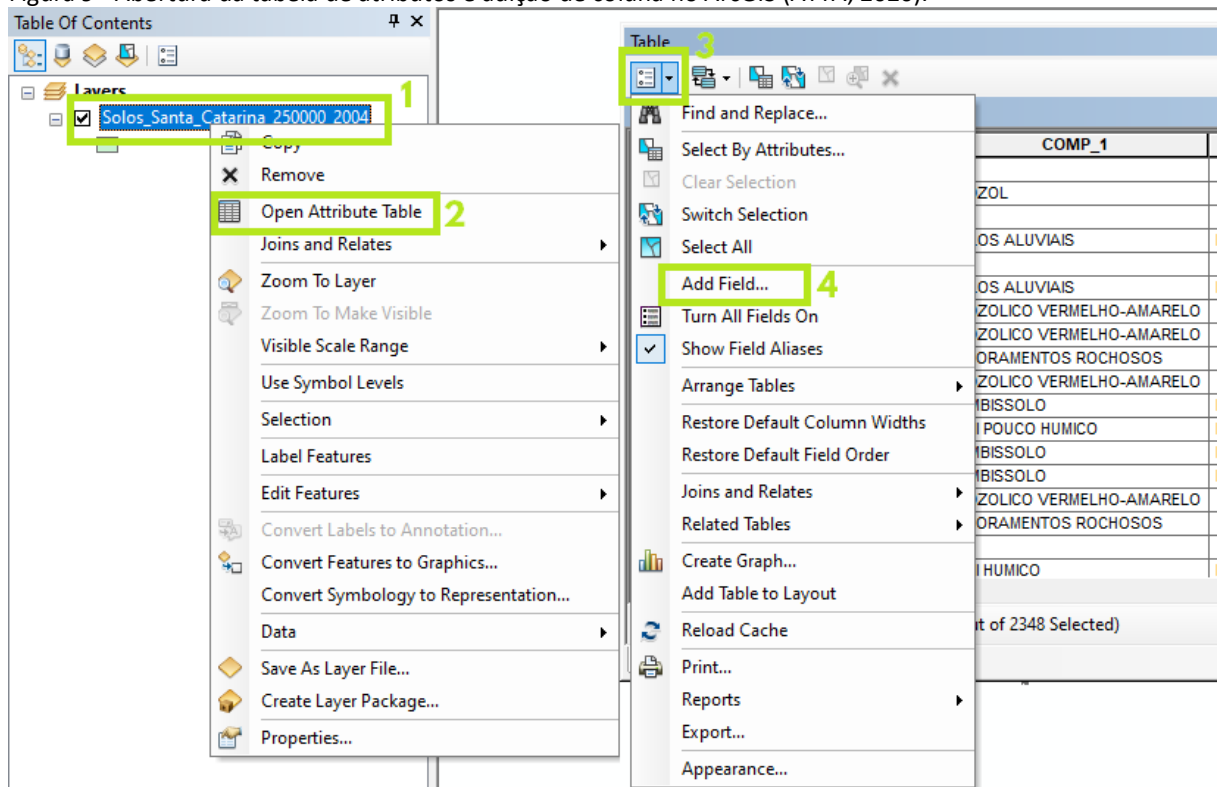 Table Of Contents
Layers
Solos_Santa_Catarina_250000_2004
1
Copy
Remove
Open Attribute Table
2
Joins and Relates
Zoom To Layer
Zoom To Make Visible
Visible Scale Range
Use Symbol Levels
Selection
Label Features
Edit Features
Convert Labels to Annotation...
Convert Features to Graphics...
Convert Symbology to Representation...
Data
Save As Layer File...
Create Layer Package...
Properties...
Table
3
Find and Replace...
Select By Attributes...
Clear Selection
Switch Selection
Select All
Add Field...
4
Turn All Fields On
Show Field Aliases
Arrange Tables
Restore Default Column Widths
Restore Default Field Order
Joins and Relates
Related Tables
Create Graph...
Add Table to Layout
Reload Cache
Print...
Reports
Export...
Appearance...
COMP_1
ZOL
OS ALUVIAIS
OS ALUVIAIS
ZOLICO VERMELHO-AMARELO
ZOLICO VERMELHO-AMARELO
ORAMENTOS ROCHOSOS
ZOLICO VERMELHO-AMARELO
MBISSOLO
I POUCO HUMICO
MBISSOLO
MBISSOLO
ZOLICO VERMELHO-AMARELO
ORAMENTOS ROCHOSOS
I HUMICO
t of 2348 Selected)